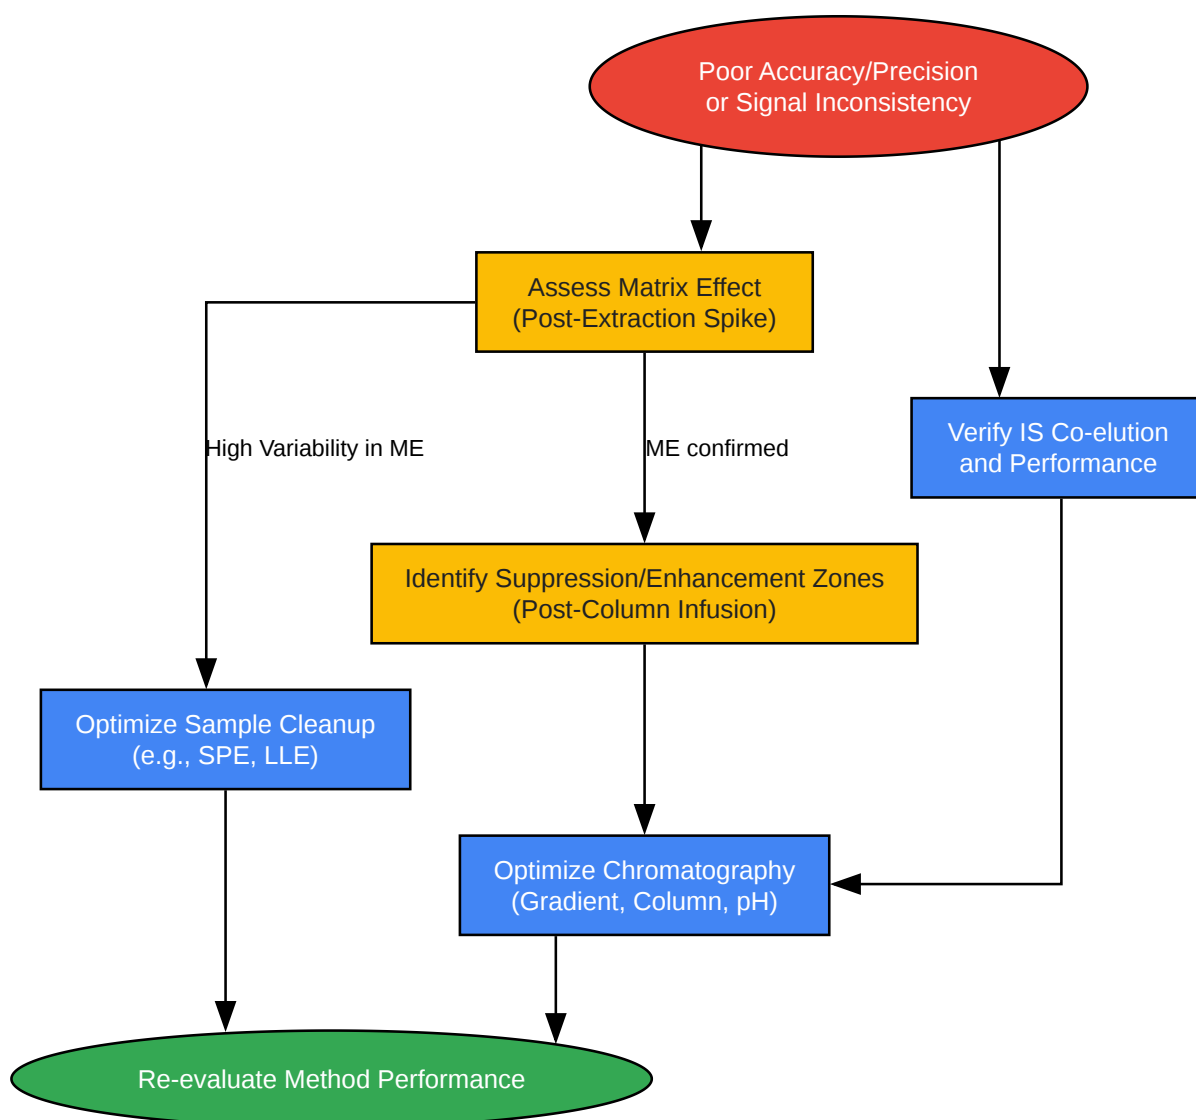 Poor Accuracy/Precision
or Signal Inconsistency
Assess Matrix Effect
(Post-Extraction Spike)
Verify IS Co-elution
and Performance
High Variability in ME
ME confirmed
Identify Suppression/Enhancement Zones
(Post-Column Infusion)
Optimize Sample Cleanup
(e.g., SPE, LLE)
Optimize Chromatography
(Gradient, Column, pH)
Re-evaluate Method Performance